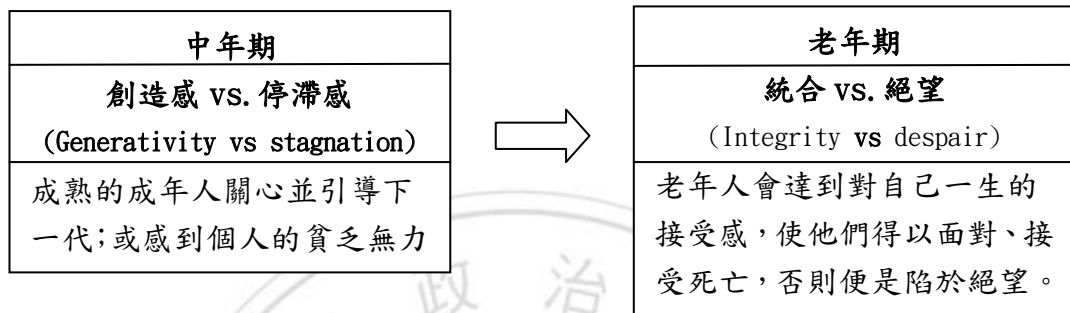 中年期
創造感 vs.停滯感
(Generativity vs stagnation)
成熟的成年人關心並引導下
一代;或感到個人的貧乏無力
老年期
統合 vs.絕望
(Integrity vs despair)
老年人會達到對自己一生的
接受感，使他們得以面對、接
受死亡，否則便是陷於絕望。
政 治